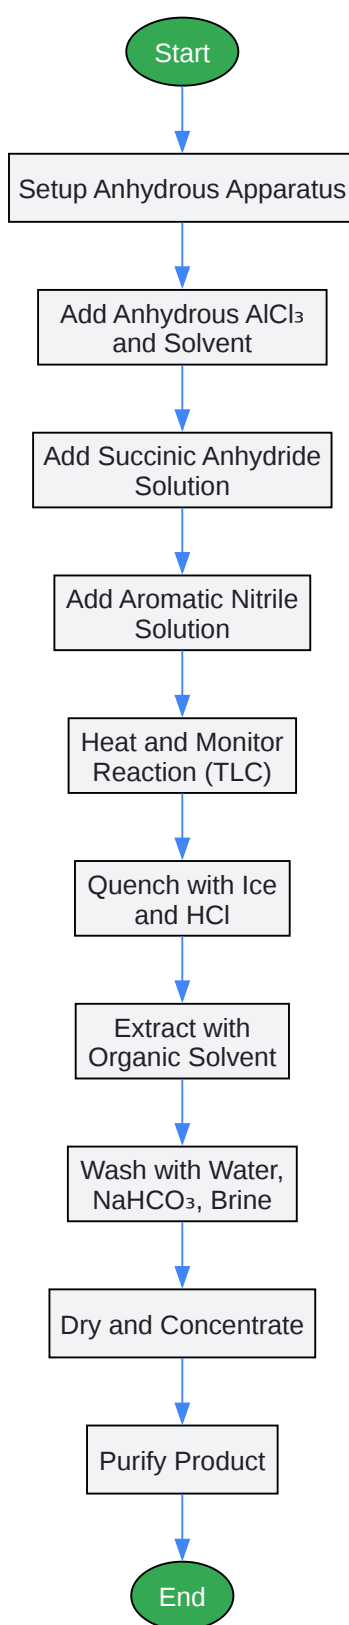 Start
Setup Anhydrous Apparatus
Add Anhydrous AlCl₃
and Solvent
Add Succinic Anhydride
Solution
Add Aromatic Nitrile
Solution
Heat and Monitor
Reaction (TLC)
Quench with Ice
and HCl
Extract with
Organic Solvent
Wash with Water,
NaHCO₃, Brine
Dry and Concentrate
Purify Product
End